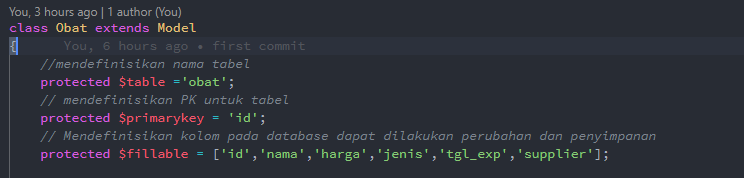 You, 3 hours ago | 1 author (You)
class Obat extends Model
{ You, 6 hours ago • first commit
//mendefinisikan nama tabel
protected $table ='obat';
// mendefinisikan PK untuk tabel
protected $primarykey = 'id';
// Mendefinisikan kolom pada database dapat dilakukan perubahan dan penyimpanan
protected $fillable = ['id','nama','harga','jenis','tgl_exp','supplier'];